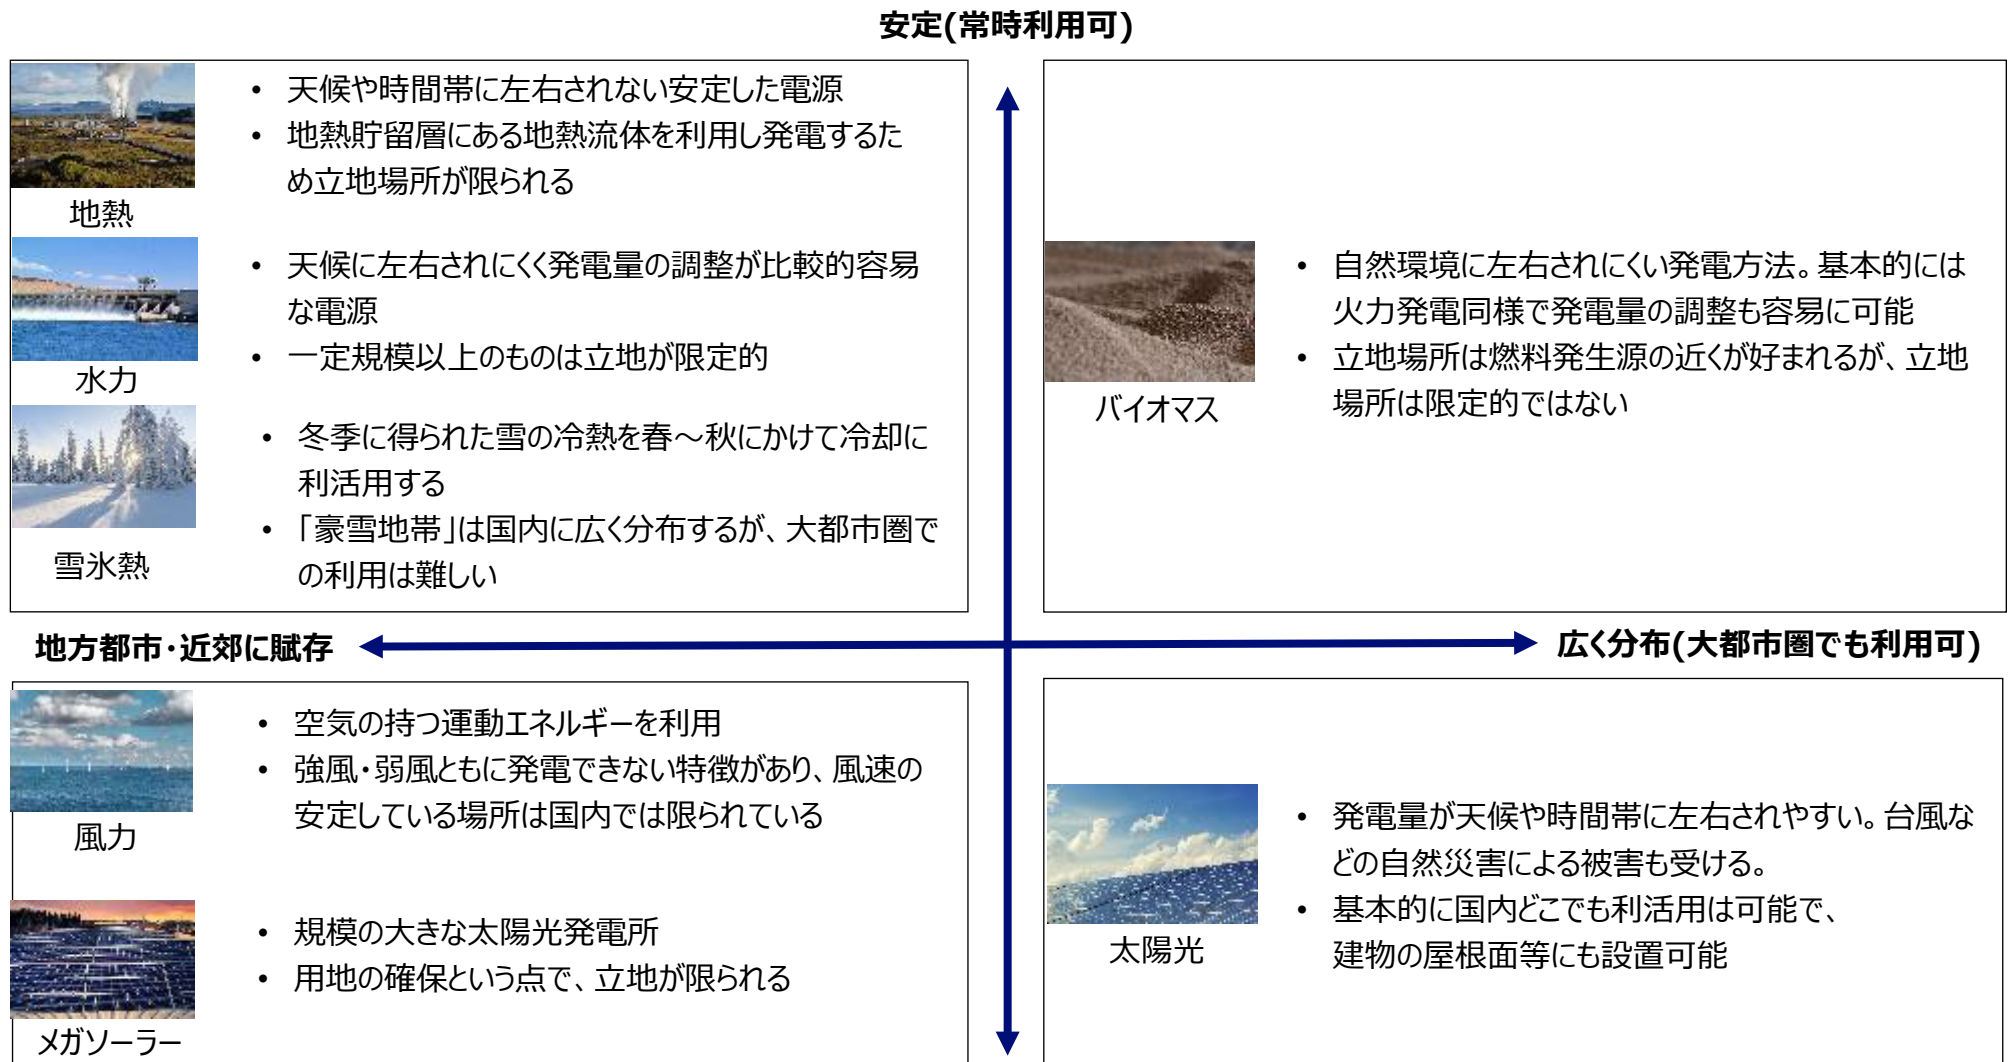 安定(常時利用可)
• 天候や時間帯に左右されない安定した電源
• 地熱貯留層にある地熱流体を利用し発電するた
め立地場所が限られる
地熱
• 天候に左右されにくく発電量の調整が比較的容易
な電源
• 一定規模以上のものは立地が限定的
水力
• 冬季に得られた雪の冷熱を春～秋にかけて冷却に
利活用する
• 「豪雪地帯」は国内に広く分布するが、大都市圏で
の利用は難しい
雪氷熱
• 自然環境に左右されにくい発電方法。基本的には
火力発電同様で発電量の調整も容易に可能
• 立地場所は燃料発生源の近くが好まれるが、立地
場所は限定的ではない
バイオマス
地方都市・近郊に賦存
広く分布(大都市圏でも利用可)
• 空気の持つ運動エネルギーを利用
• 強風・弱風ともに発電できない特徴があり、風速の
安定している場所は国内では限られている
風力
• 規模の大きな太陽光発電所
• 用地の確保という点で、立地が限られる
メガソーラー
• 発電量が天候や時間帯に左右されやすい。台風な
どの自然災害による被害も受ける。
• 基本的に国内どこでも利活用は可能で、
建物の屋根面等にも設置可能
太陽光